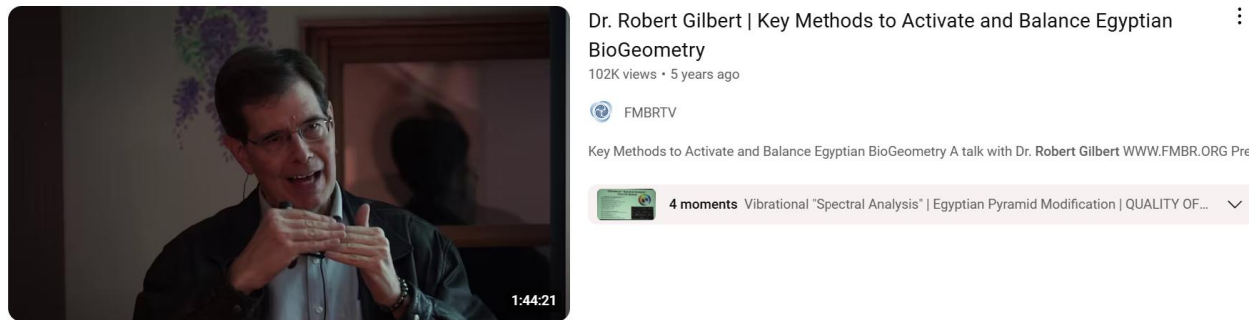 Dr. Robert Gilbert | Key Methods to Activate and Balance Egyptian
BioGeometry
102K views • 5 years ago
FMBRTV
Key Methods to Activate and Balance Egyptian BioGeometry A talk with Dr. Robert Gilbert WWW.FMBR.ORG Pre
4 moments Vibrational "Spectral Analysis" | Egyptian Pyramid Modification | QUALITY OF...
1:44:21